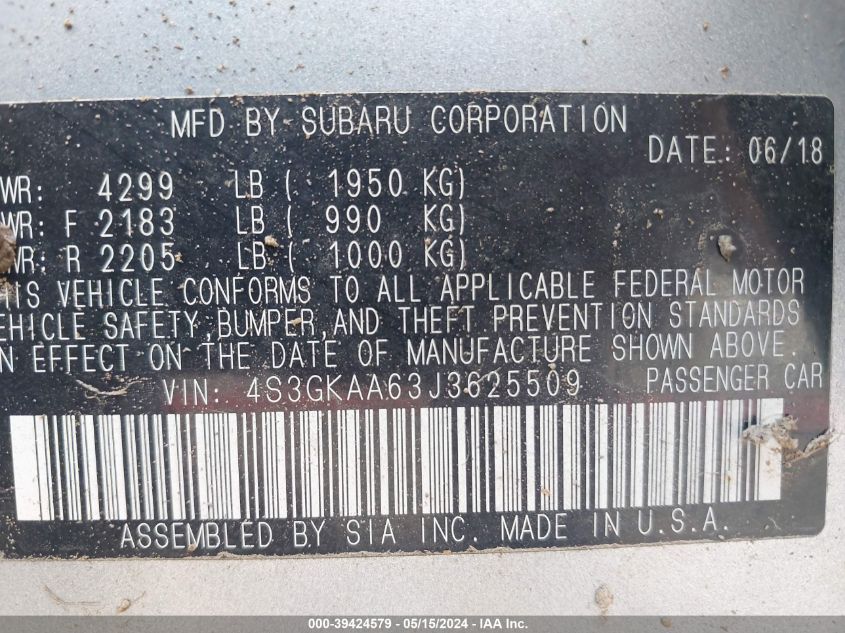 MFD BY SUBARU CORPORATION
DATE: 06/18
WR: 4299 LB ( 1950 KG)
WR: F 2183 LB ( 990 KG)
WR: R 2205 LB ( 1000 KG)
HIS VEHICLE CONFORMS TO ALL APPLICABLE FEDERAL MOTOR
EHICLE SAFETY, BUMPER, AND THEFT PREVENTION STANDARDS
N EFFECT ON THE DATE OF MANUFACTURE SHOWN ABOVE.
VIN: 4S3GKAA63J3625509 PASSENGER CAR
ASSEMBLED BY SIA INC. MADE IN U.S.A.
000-39424579 - 05/15/2024 - IAA Inc.